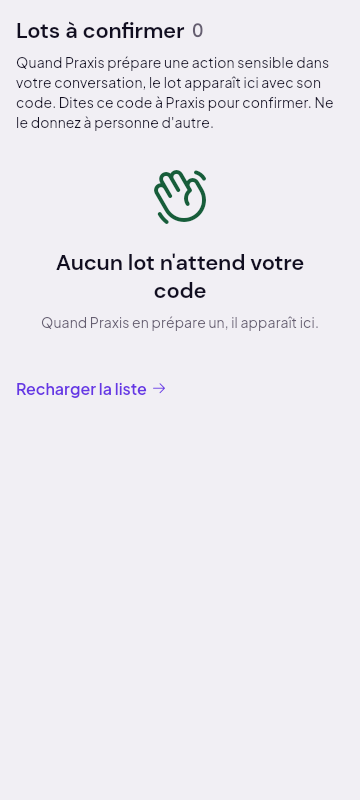 Lots à confirmer 0
Quand Praxis prépare une action sensible dans
votre conversation, le lot apparaît ici avec son
code. Dites ce code à Praxis pour confirmer. Ne
le donnez à personne d'autre.
Aucun lot n'attend votre
code
Quand Praxis en prépare un, il apparaît ici.
Recharger la liste →